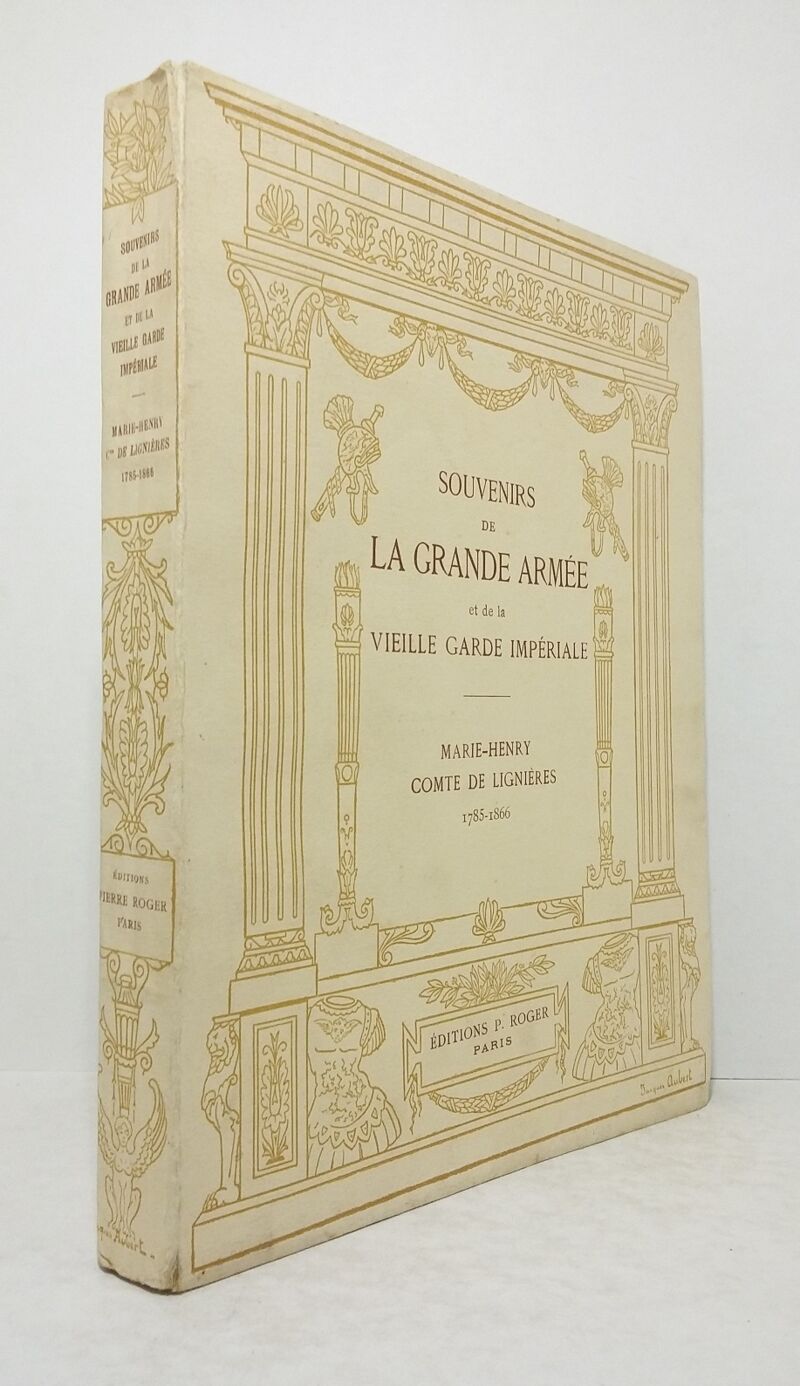 SOUVENIRS
DE LA
GRANDE ARMÉE
ET DE LA
VIEILLE GARDE
IMPÉRIALE
MARIE-HENRY
Cte DE LIGNIÈRES
1785-1866
ÉDITIONS
PIERRE ROGER
PARIS
Aubert
SOUVENIRS
DE
LA GRANDE ARMÉE
et de la
VIEILLE GARDE IMPÉRIALE
MARIE-HENRY
COMTE DE LIGNIÈRES
1785-1866
ÉDITIONS P. ROGER
PARIS
Jacques Aubert